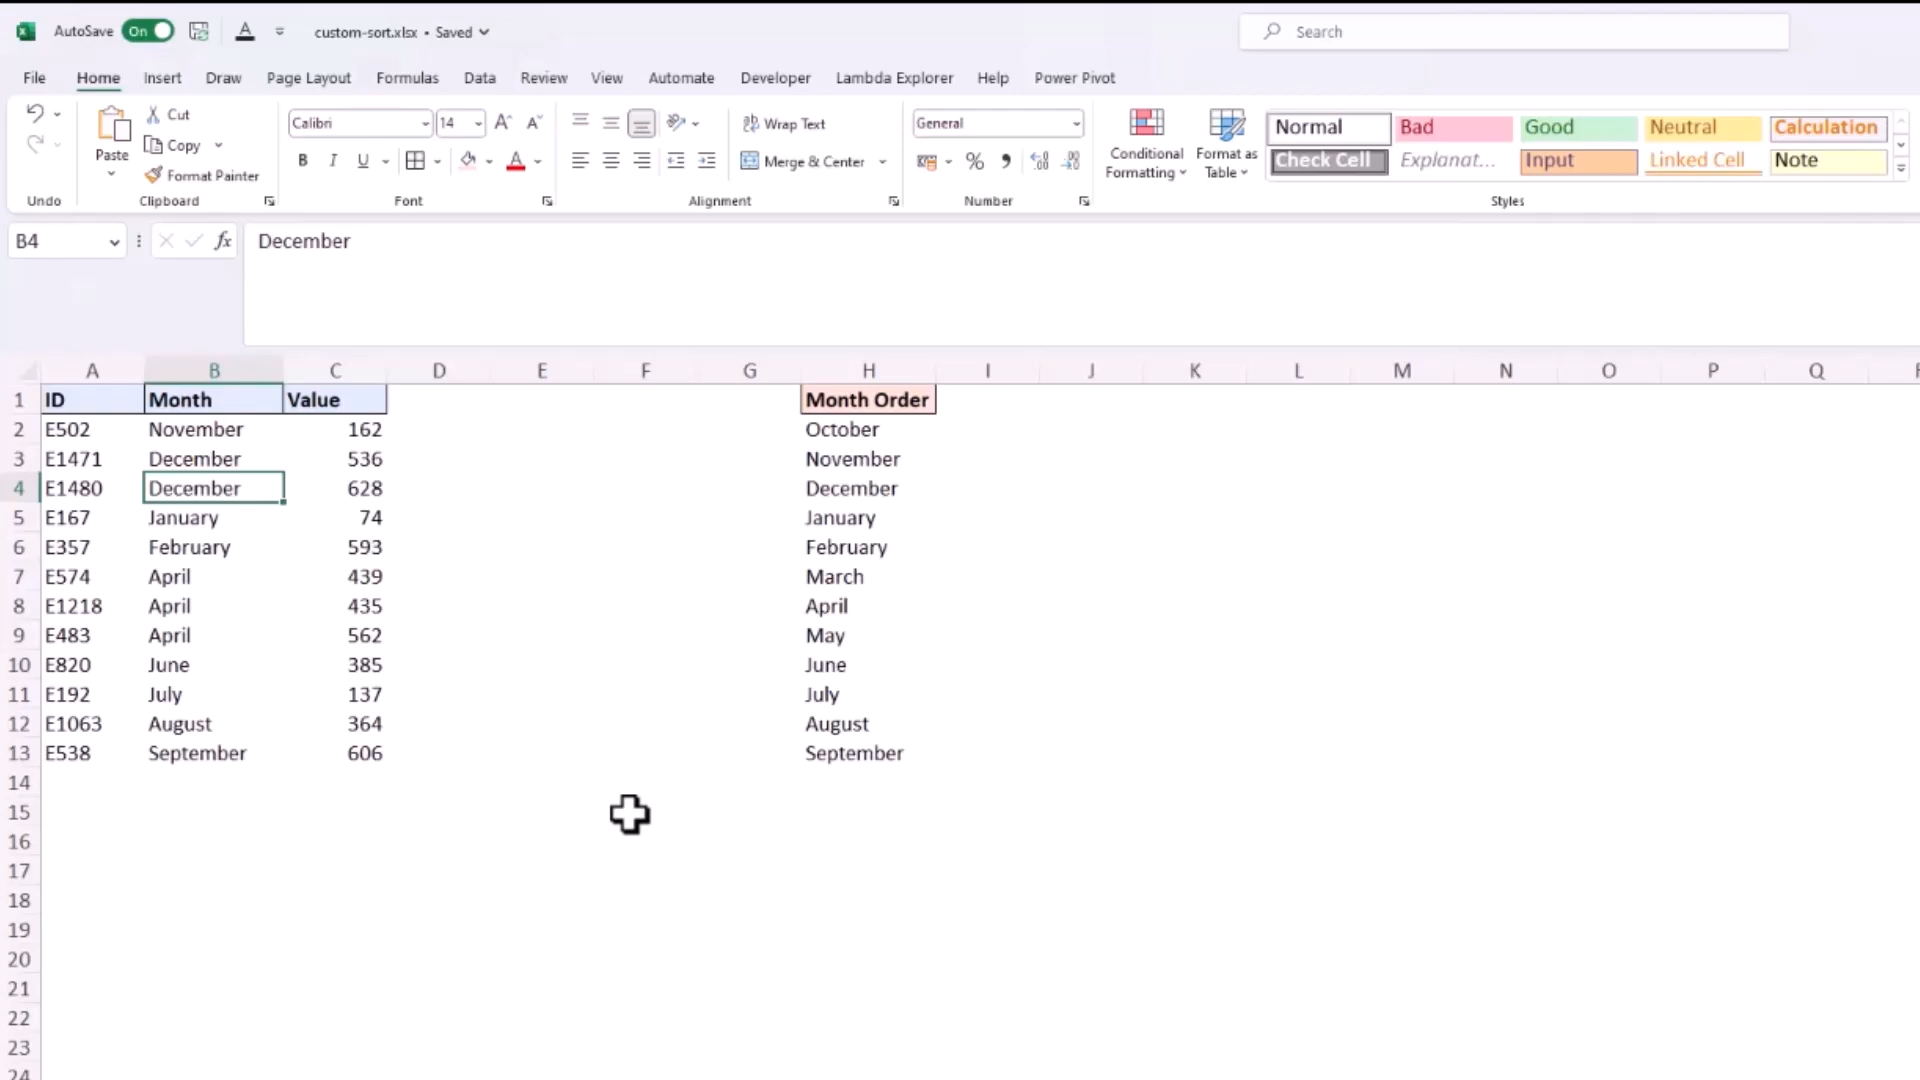 AutoSave On custom-sort.xlsx • Saved Search
File Home Insert Draw Page Layout Formulas Data Review View Automate Developer Lambda Explorer Help Power Pivot
Cut
Copy
Format Painter
Paste
Calibri 14
B I U A
Wrap Text
Merge & Center
General
%
Conditional Formatting
Format as Table
Normal Bad Good Neutral Calculation
Check Cell Explanat... Input Linked Cell Note
Undo Clipboard Font Alignment Number Styles
B4 fx December
A B C D E F G H I J K L M N O P Q
1 ID Month Value Month Order
2 E502 November 162 October
3 E1471 December 536 November
4 E1480 December 628 December
5 E167 January 74 January
6 E357 February 593 February
7 E574 April 439 March
8 E1218 April 435 April
9 E483 April 562 May
10 E820 June 385 June
11 E192 July 137 July
12 E1063 August 364 August
13 E538 September 606 September
14
15
16
17
18
19
20
21
22
23
24